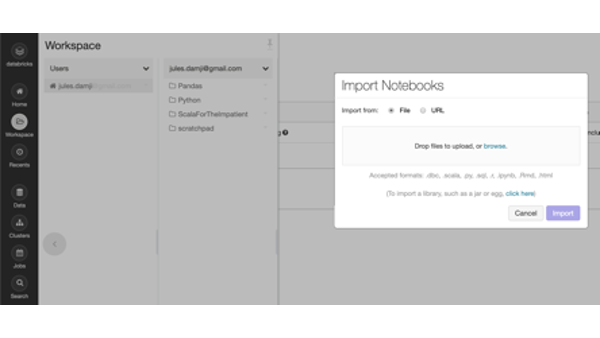 databricks
Home
Workspace
Recents
Data
Clusters
Jobs
Search
Workspace
Users
jules.damji@gmail.com
jules.damji@gmail.com
Pandas
Python
ScalaForTheImpatient
scratchpad
Import Notebooks
Import from: File URL
Drop files to upload, or browse.
Accepted formats: .dbc, .scala, .py, .sql, .r, .ipynb, .Rmd, .html
(To import a library, such as a jar or egg, click here)
Cancel Import